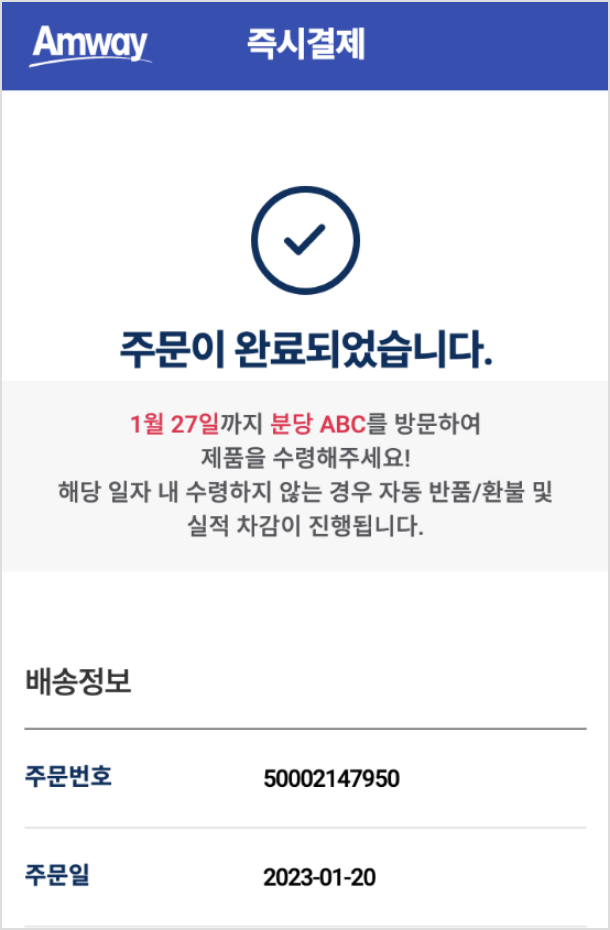 Amway
즉시결제
주문이 완료되었습니다.
1월 27일까지 분당 ABC를 방문하여
제품을 수령해주세요!
해당 일자 내 수령하지 않는 경우 자동 반품/환불 및
실적 차감이 진행됩니다.
배송정보
주문번호 50002147950
주문일 2023-01-20